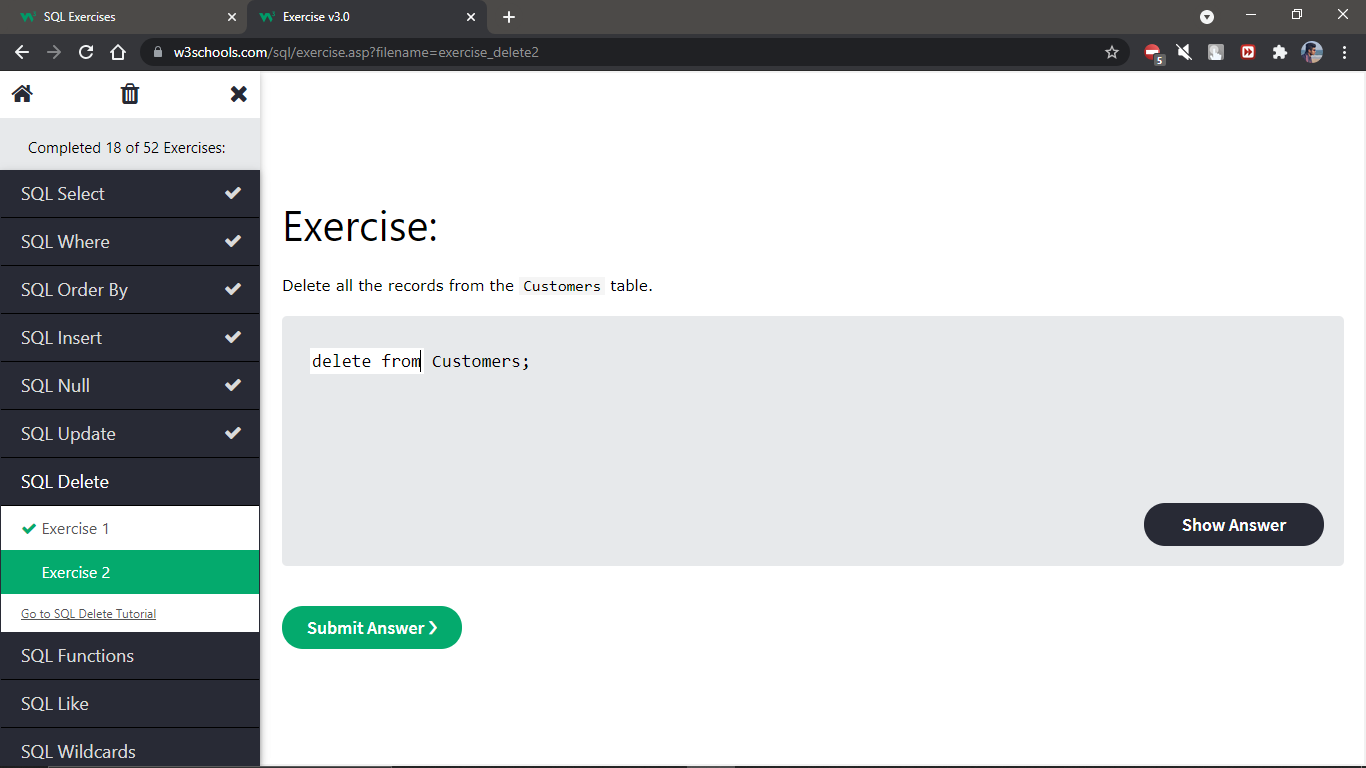 SQL Exercises
Exercise v3.0
w3schools.com/sql/exercise.asp?filename=exercise_delete2
5
Completed 18 of 52 Exercises:
SQL Select
SQL Where
SQL Order By
SQL Insert
SQL Null
SQL Update
SQL Delete
Exercise 1
Exercise 2
Go to SQL Delete Tutorial
SQL Functions
SQL Like
SQL Wildcards
Exercise:
Delete all the records from the Customers table.
delete from Customers;
Show Answer
Submit Answer ❯